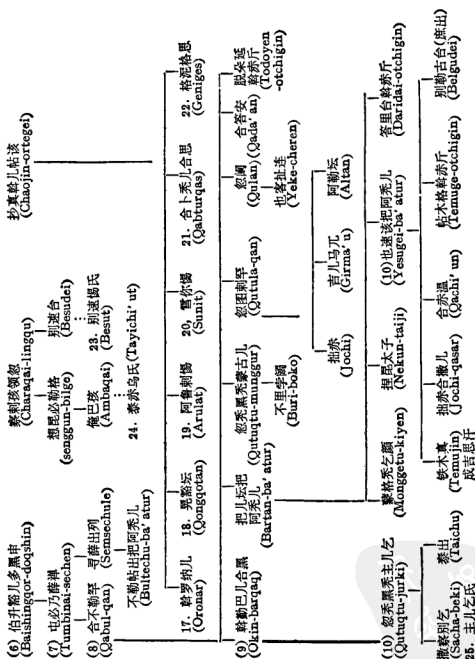 (6) 伯升豁儿多黑申 察剌孩领忽 抄真斡儿帖该
(Baishingqor-doqshin) (Charaqai-lingqu) (Chaojin-ortegei)
(7) 屯必乃薛禅 想昆必勒格 别速台
(Tumbinai-sechen) (senggun-bilge) (Besudei)
(8) 合不勒罕 寻薛出列 俺巴孩 23. 别速惕氏
(Qabul-qan) (Semsechule) (Ambaqai) (Besut)
不勒帖出把阿秃儿 24. 泰赤乌氏(Tayichi'ut)
(Bultechu-ba'atur)
17. 斡罗纳儿 18. 晃豁坛 19. 阿鲁剌惕 20. 雪你惕 21. 合卜秃儿合思 22. 格泥格思
(Oronar) (Qongqotan) (Arulat) (Sunit) (Qabturqas) (Geniges)
(9) 斡勤巴儿合黑 把儿坛把阿秃儿 忽秃黑秃蒙古儿 忽图剌罕 忽阑 合答安 脱朵延斡赤斤
(Okin-barqaq) (Bartan-ba'atur) (Qutuqtu-munggur) (Qutula-qan) (Qulan) (Qada'an) (Todoyen-otchigin)
不里孛阔 也客扯连
(Buri-boko) (Yeke-cheren)
拙赤 吉儿马兀 阿勒坛
(Jochi) (Girma'u) (Altan)
(10) 忽秃黑秃主儿乞 蒙格秃乞颜 捏昆太子 (10)也速该把阿秃儿 答里台斡赤斤
(Qutuqtu-jurki) (Monggetu-kiyen) (Nekun-taiji) (Yesugei-ba'atur) (Daridai-otchigin)
撒察别乞 泰出 铁木真 拙赤合撒儿 合赤温 帖木格斡赤斤 别勒古台(庶出)
(Sacha-beki) (Taichu) (Temujin) (Jochi-qasar) (Qachi'un) (Temuge-otchigin) (Belgudei)
25. 主儿乞氏 成吉思汗